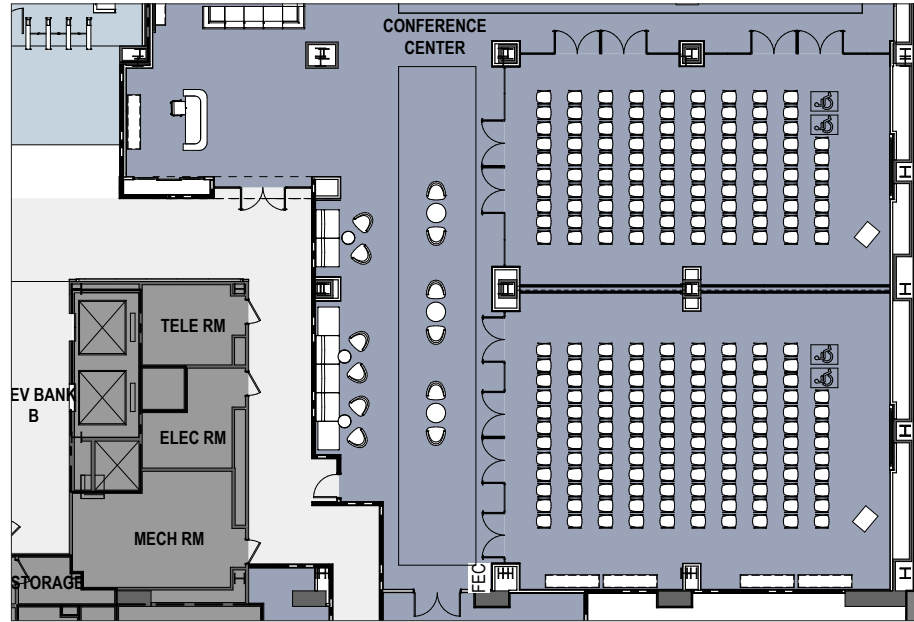 CONFERENCE
CENTER
TELE RM
EV BANK
B
ELEC RM
MECH RM
STORAGE
FEC